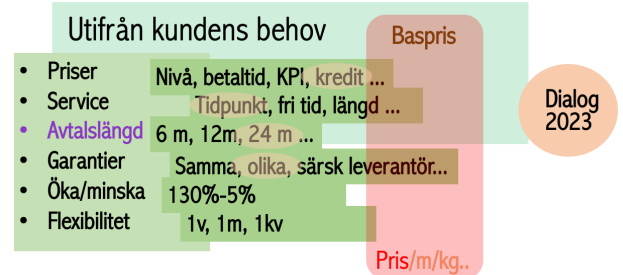 Utifrån kundens behov
Baspris
• Priser Nivå, betaltid, KPI, kredit ...
• Service Tidpunkt, fri tid, längd ...
• Avtalslängd 6 m, 12m, 24 m ...
• Garantier Samma, olika, särsk leverantör...
• Öka/minska 130%-5%
• Flexibilitet 1v, 1m, 1kv
Pris/m/kg..
Dialog
2023